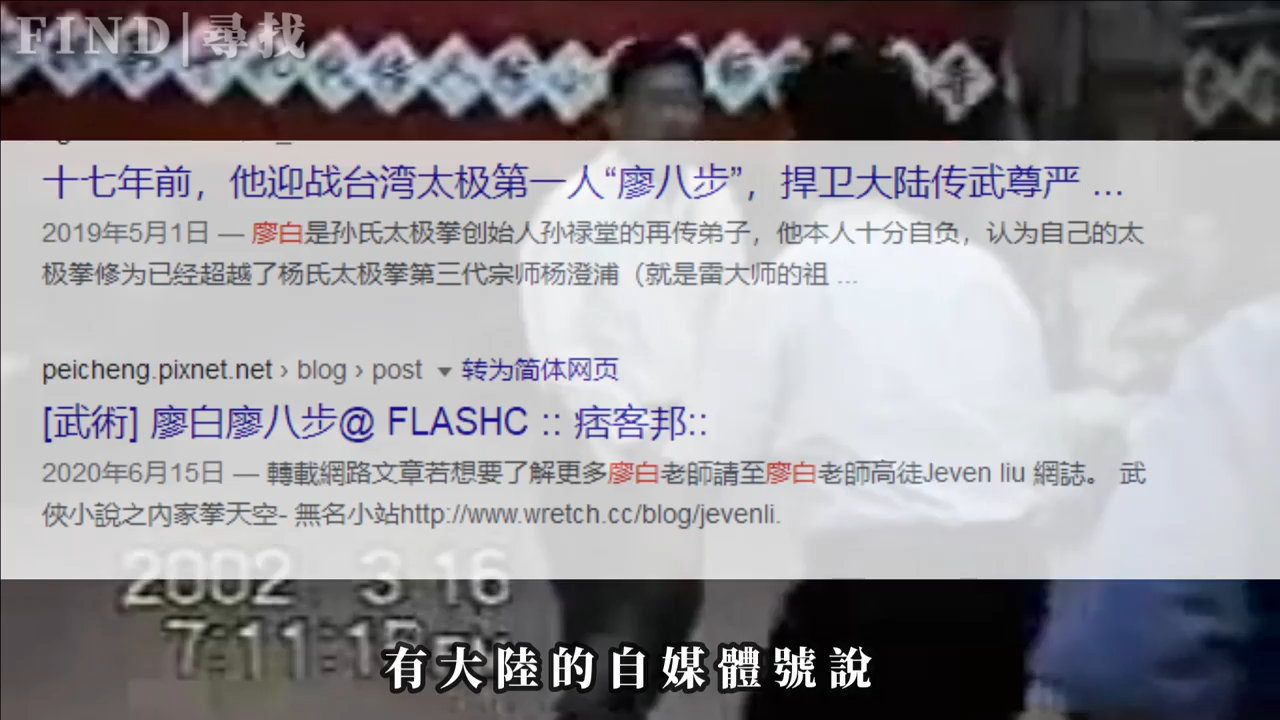 FIND|尋找
十七年前，他迎战台湾太极第一人“廖八步”，捍卫大陆传武尊严 ...
2019年5月1日 — 廖白是孙氏太极拳创始人孙禄堂的再传弟子，他本人十分自负，认为自己的太
极拳修为已经超越了杨氏太极拳第三代宗师杨澄浦（就是雷大师的祖 ...
peicheng.pixnet.net › blog › post ▼ 转为简体网页
[武術] 廖白廖八步@ FLASHC :: 痞客邦::
2020年6月15日 — 轉載網路文章若想要了解更多廖白老師請至廖白老師高徒Jeven liu 網誌。 武
俠小說之內家拳天空- 無名小站http://www.wretch.cc/blog/jevenli.
2002 3 16
7:11:15
有大陸的自媒體號說